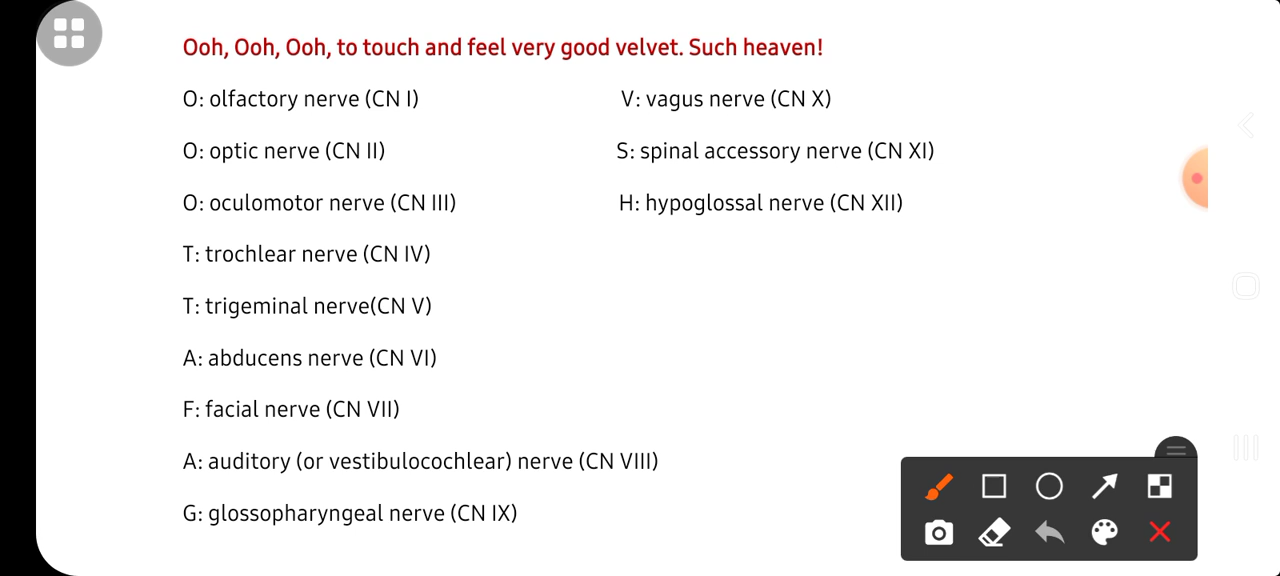 Ooh, Ooh, Ooh, to touch and feel very good velvet. Such heaven!
O: olfactory nerve (CN I)
O: optic nerve (CN II)
O: oculomotor nerve (CN III)
T: trochlear nerve (CN IV)
T: trigeminal nerve(CN V)
A: abducens nerve (CN VI)
F: facial nerve (CN VII)
A: auditory (or vestibulocochlear) nerve (CN VIII)
G: glossopharyngeal nerve (CN IX)
V: vagus nerve (CN X)
S: spinal accessory nerve (CN XI)
H: hypoglossal nerve (CN XII)